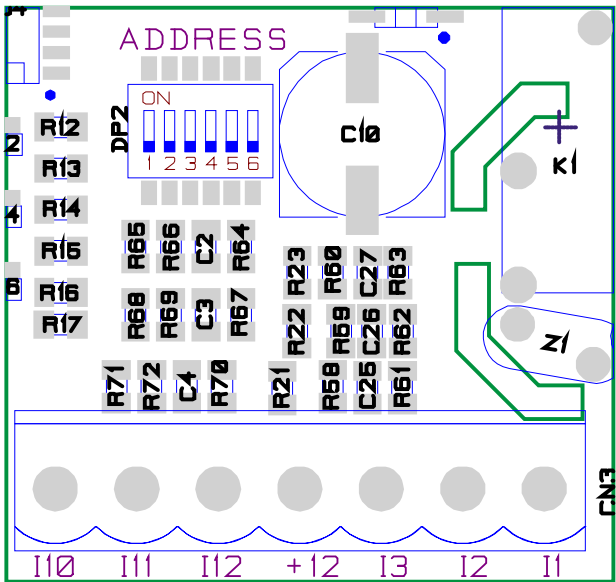 J4
ADDRESS
ON
1 2 3 4 5 6
DP2
C10
K1
2
4
R12
R13
R14
R15
R16
R17
R65 R66 C2 R64
R68 R69 C3 R67
R71 R72 C4 R70
R23 R60 C27 R63
R22 R59 C26 R62
R21 R58 C25 R61
Z1
CN3
I10 I11 I12 +12 I3 I2 I1